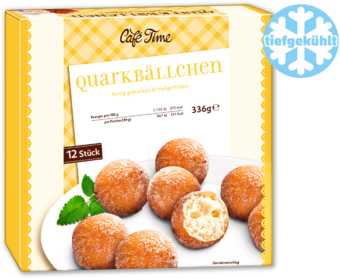 Café Time
tiefgekühlt
Quarkbällchen
fertig gebacken & tiefgefroren
Energie pro 100 g
pro Portion (84 g)
336g℮
12 Stück
Serviervorschlag